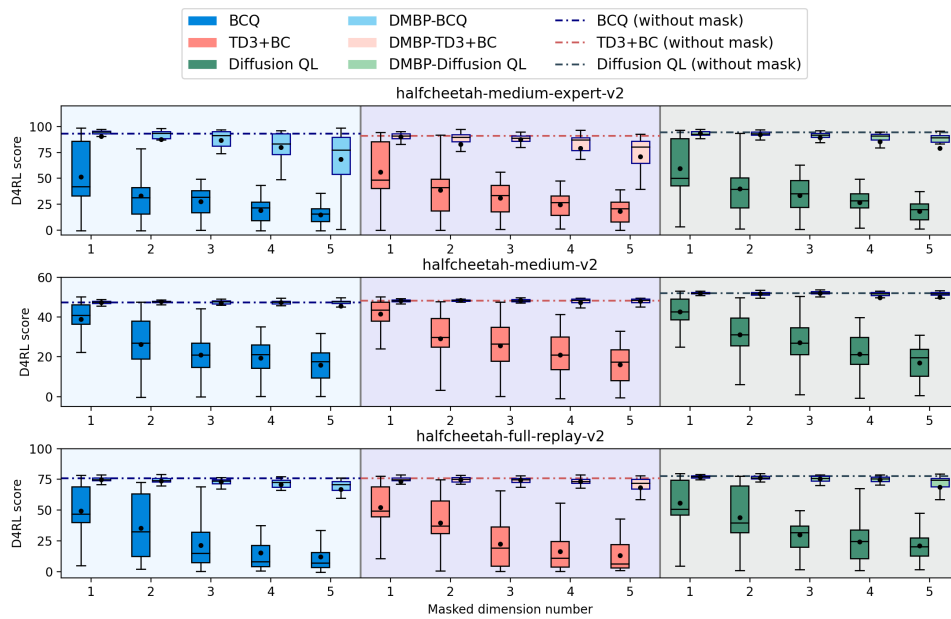 BCQ DMBP-BCQ BCQ (without mask)
TD3+BC DMBP-TD3+BC TD3+BC (without mask)
Diffusion QL DMBP-Diffusion QL Diffusion QL (without mask)
halfcheetah-medium-expert-v2
D4RL score
100
75
50
25
0
1 2 3 4 5 1 2 3 4 5 1 2 3 4 5
halfcheetah-medium-v2
D4RL score
60
40
20
0
1 2 3 4 5 1 2 3 4 5 1 2 3 4 5
halfcheetah-full-replay-v2
D4RL score
100
75
50
25
0
1 2 3 4 5 1 2 3 4 5 1 2 3 4 5
Masked dimension number